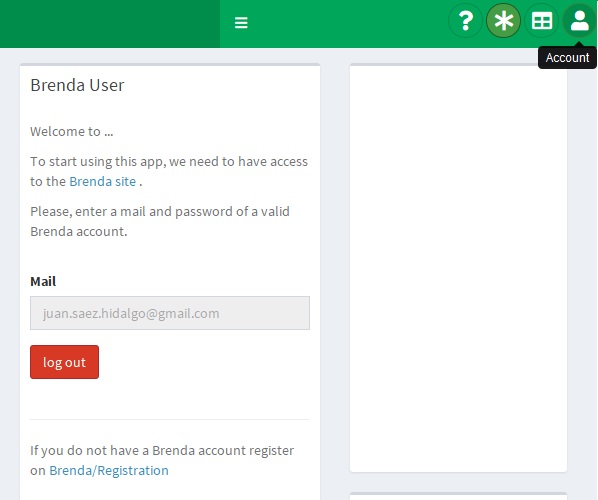 Account
Brenda User
Welcome to ...
To start using this app, we need to have access
to the Brenda site .
Please, enter a mail and password of a valid
Brenda account.
Mail
juan.saez.hidalgo@gmail.com
log out
If you do not have a Brenda account register
on Brenda/Registration